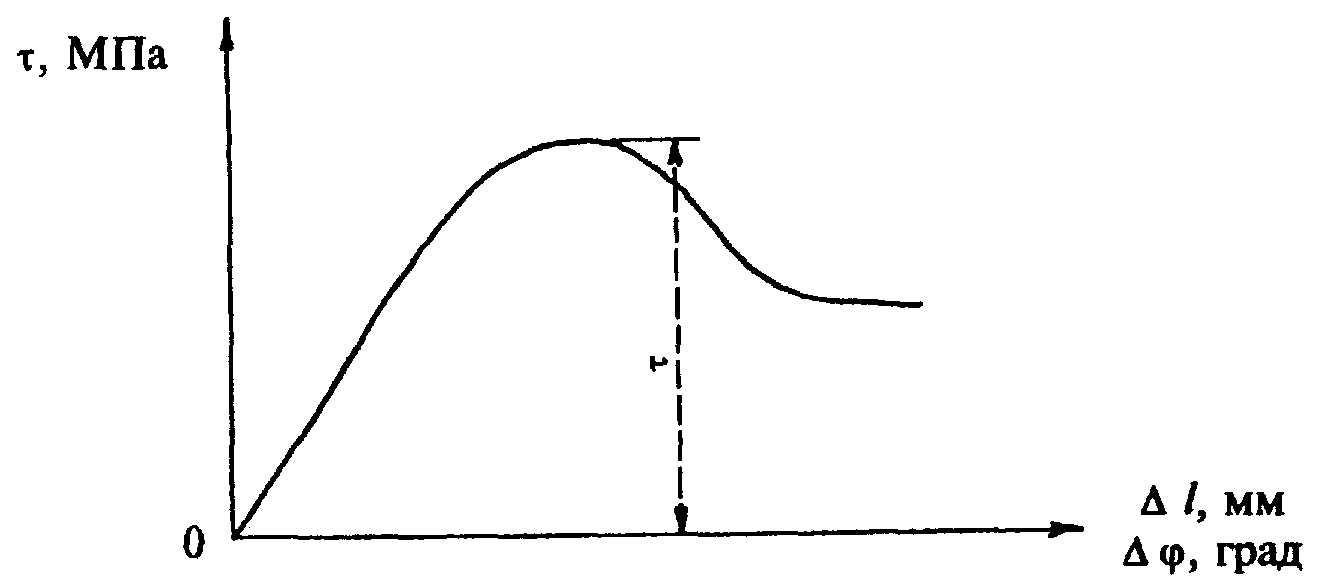 τ, МПа
τ
0
Δ l, мм
Δ φ, град